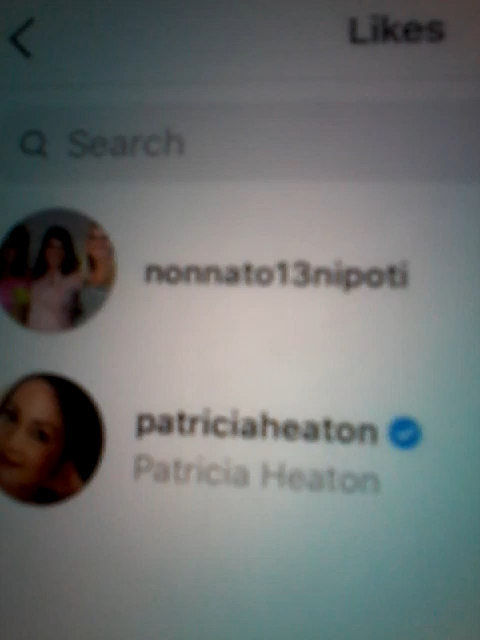 Likes
Search
nonnato13nipoti
patriciaheaton
Patricia Heaton